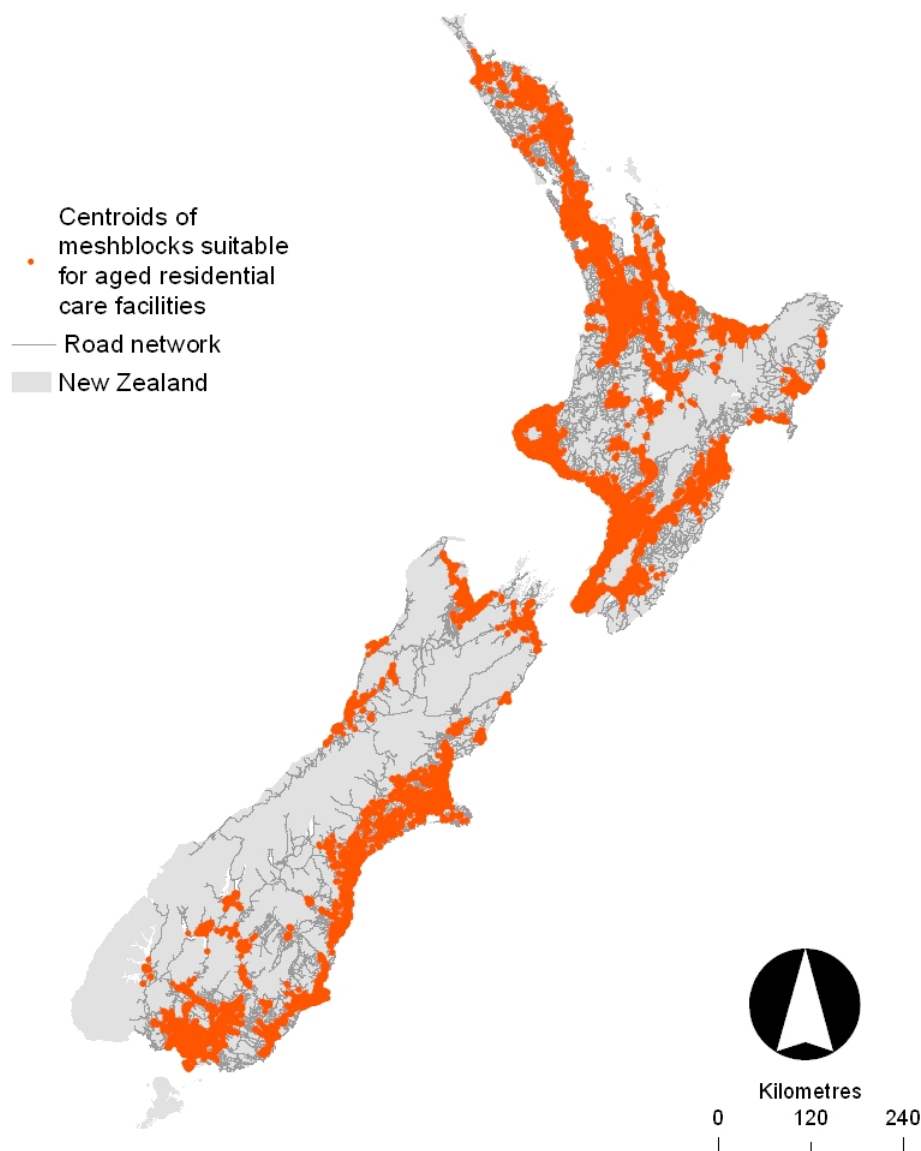 Centroids of
meshblocks suitable
for aged residential
care facilities
Road network
New Zealand
Kilometres
0 120 240